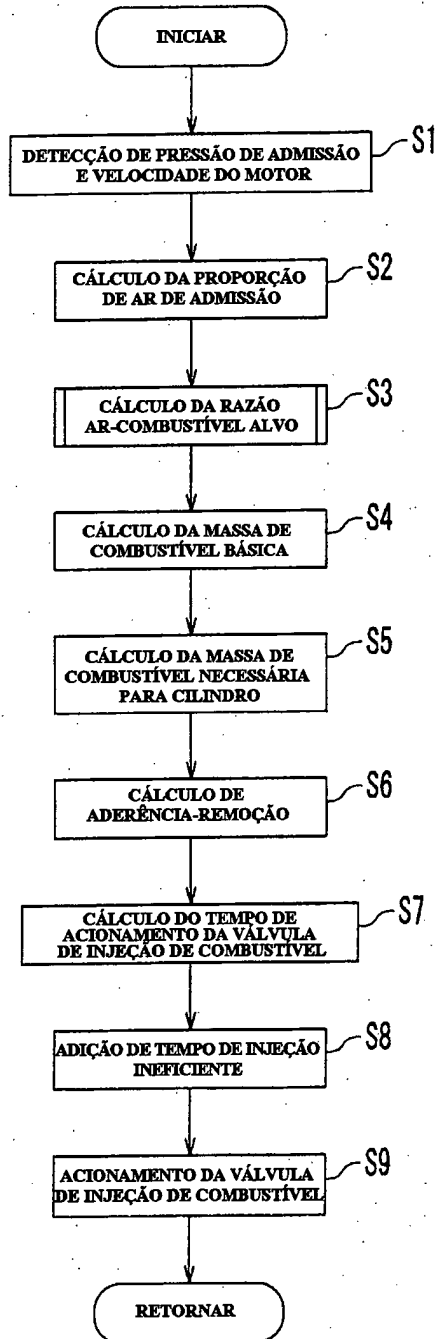 INICIAR
S1
DETECÇÃO DE PRESSÃO DE ADMISSÃO
E VELOCIDADE DO MOTOR
S2
CÁLCULO DA PROPORÇÃO
DE AR DE ADMISSÃO
S3
CÁLCULO DA RAZÃO
AR-COMBUSTÍVEL ALVO
S4
CÁLCULO DA MASSA DE
COMBUSTÍVEL BÁSICA
S5
CÁLCULO DA MASSA DE
COMBUSTÍVEL NECESSÁRIA
PARA CILINDRO
S6
CÁLCULO DE
ADERÊNCIA-REMOÇÃO
S7
CÁLCULO DO TEMPO DE
ACIONAMENTO DA VÁLVULA
DE INJEÇÃO DE COMBUSTÍVEL
S8
ADIÇÃO DE TEMPO DE INJEÇÃO
INEFICIENTE
S9
ACIONAMENTO DA VÁLVULA
DE INJEÇÃO DE COMBUSTÍVEL
RETORNAR